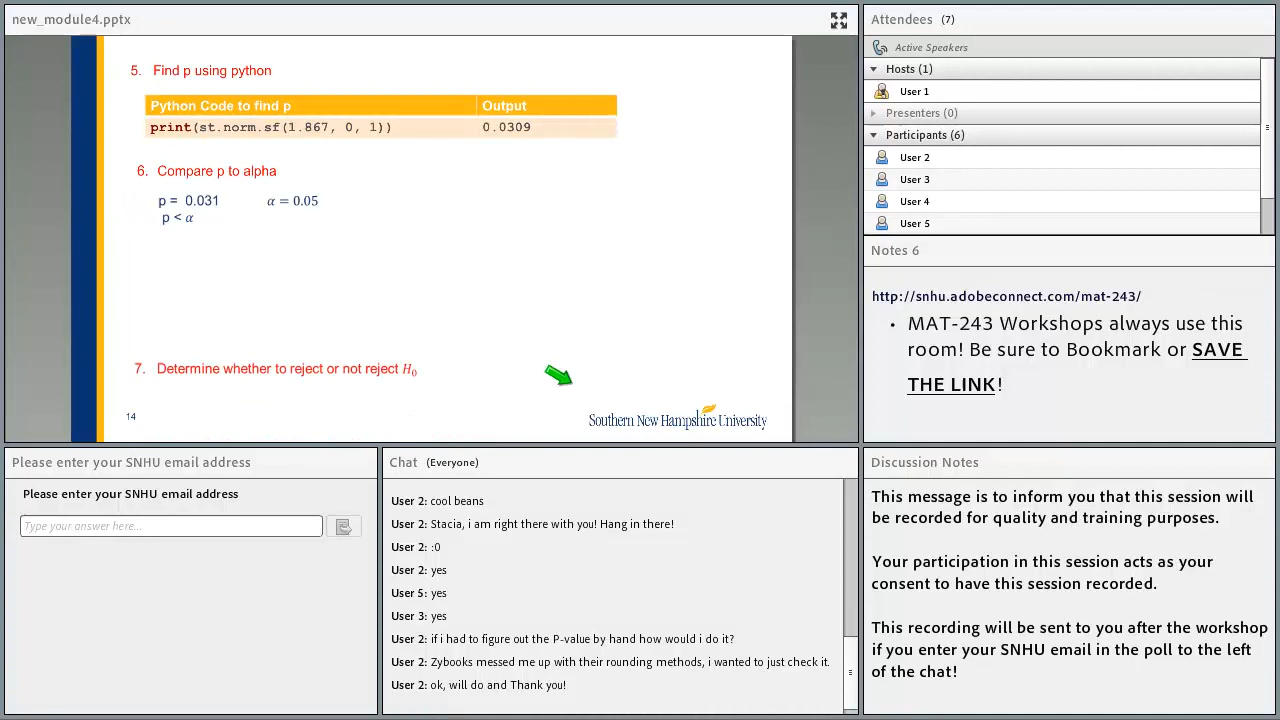 new_module4.pptx
5. Find p using python
Python Code to find p Output
print(st.norm.sf(1.867, 0, 1)) 0.0309
6. Compare p to alpha
p = 0.031 α = 0.05
p < α
7. Determine whether to reject or not reject H₀
14
Southern New Hampshire University
Attendees (7)
Active Speakers
Hosts (1)
User 1
Presenters (0)
Participants (6)
User 2
User 3
User 4
User 5
Notes 6
http://snhu.adobeconnect.com/mat-243/
• MAT-243 Workshops always use this
room! Be sure to Bookmark or SAVE
THE LINK!
Please enter your SNHU email address
Please enter your SNHU email address
Type your answer here...
Chat (Everyone)
User 2: cool beans
User 2: Stacia, i am right there with you! Hang in there!
User 2: :0
User 2: yes
User 5: yes
User 3: yes
User 2: if i had to figure out the P-value by hand how would i do it?
User 2: Zybooks messed me up with their rounding methods, i wanted to just check it.
User 2: ok, will do and Thank you!
Discussion Notes
This message is to inform you that this session will
be recorded for quality and training purposes.
Your participation in this session acts as your
consent to have this session recorded.
This recording will be sent to you after the workshop
if you enter your SNHU email in the poll to the left
of the chat!